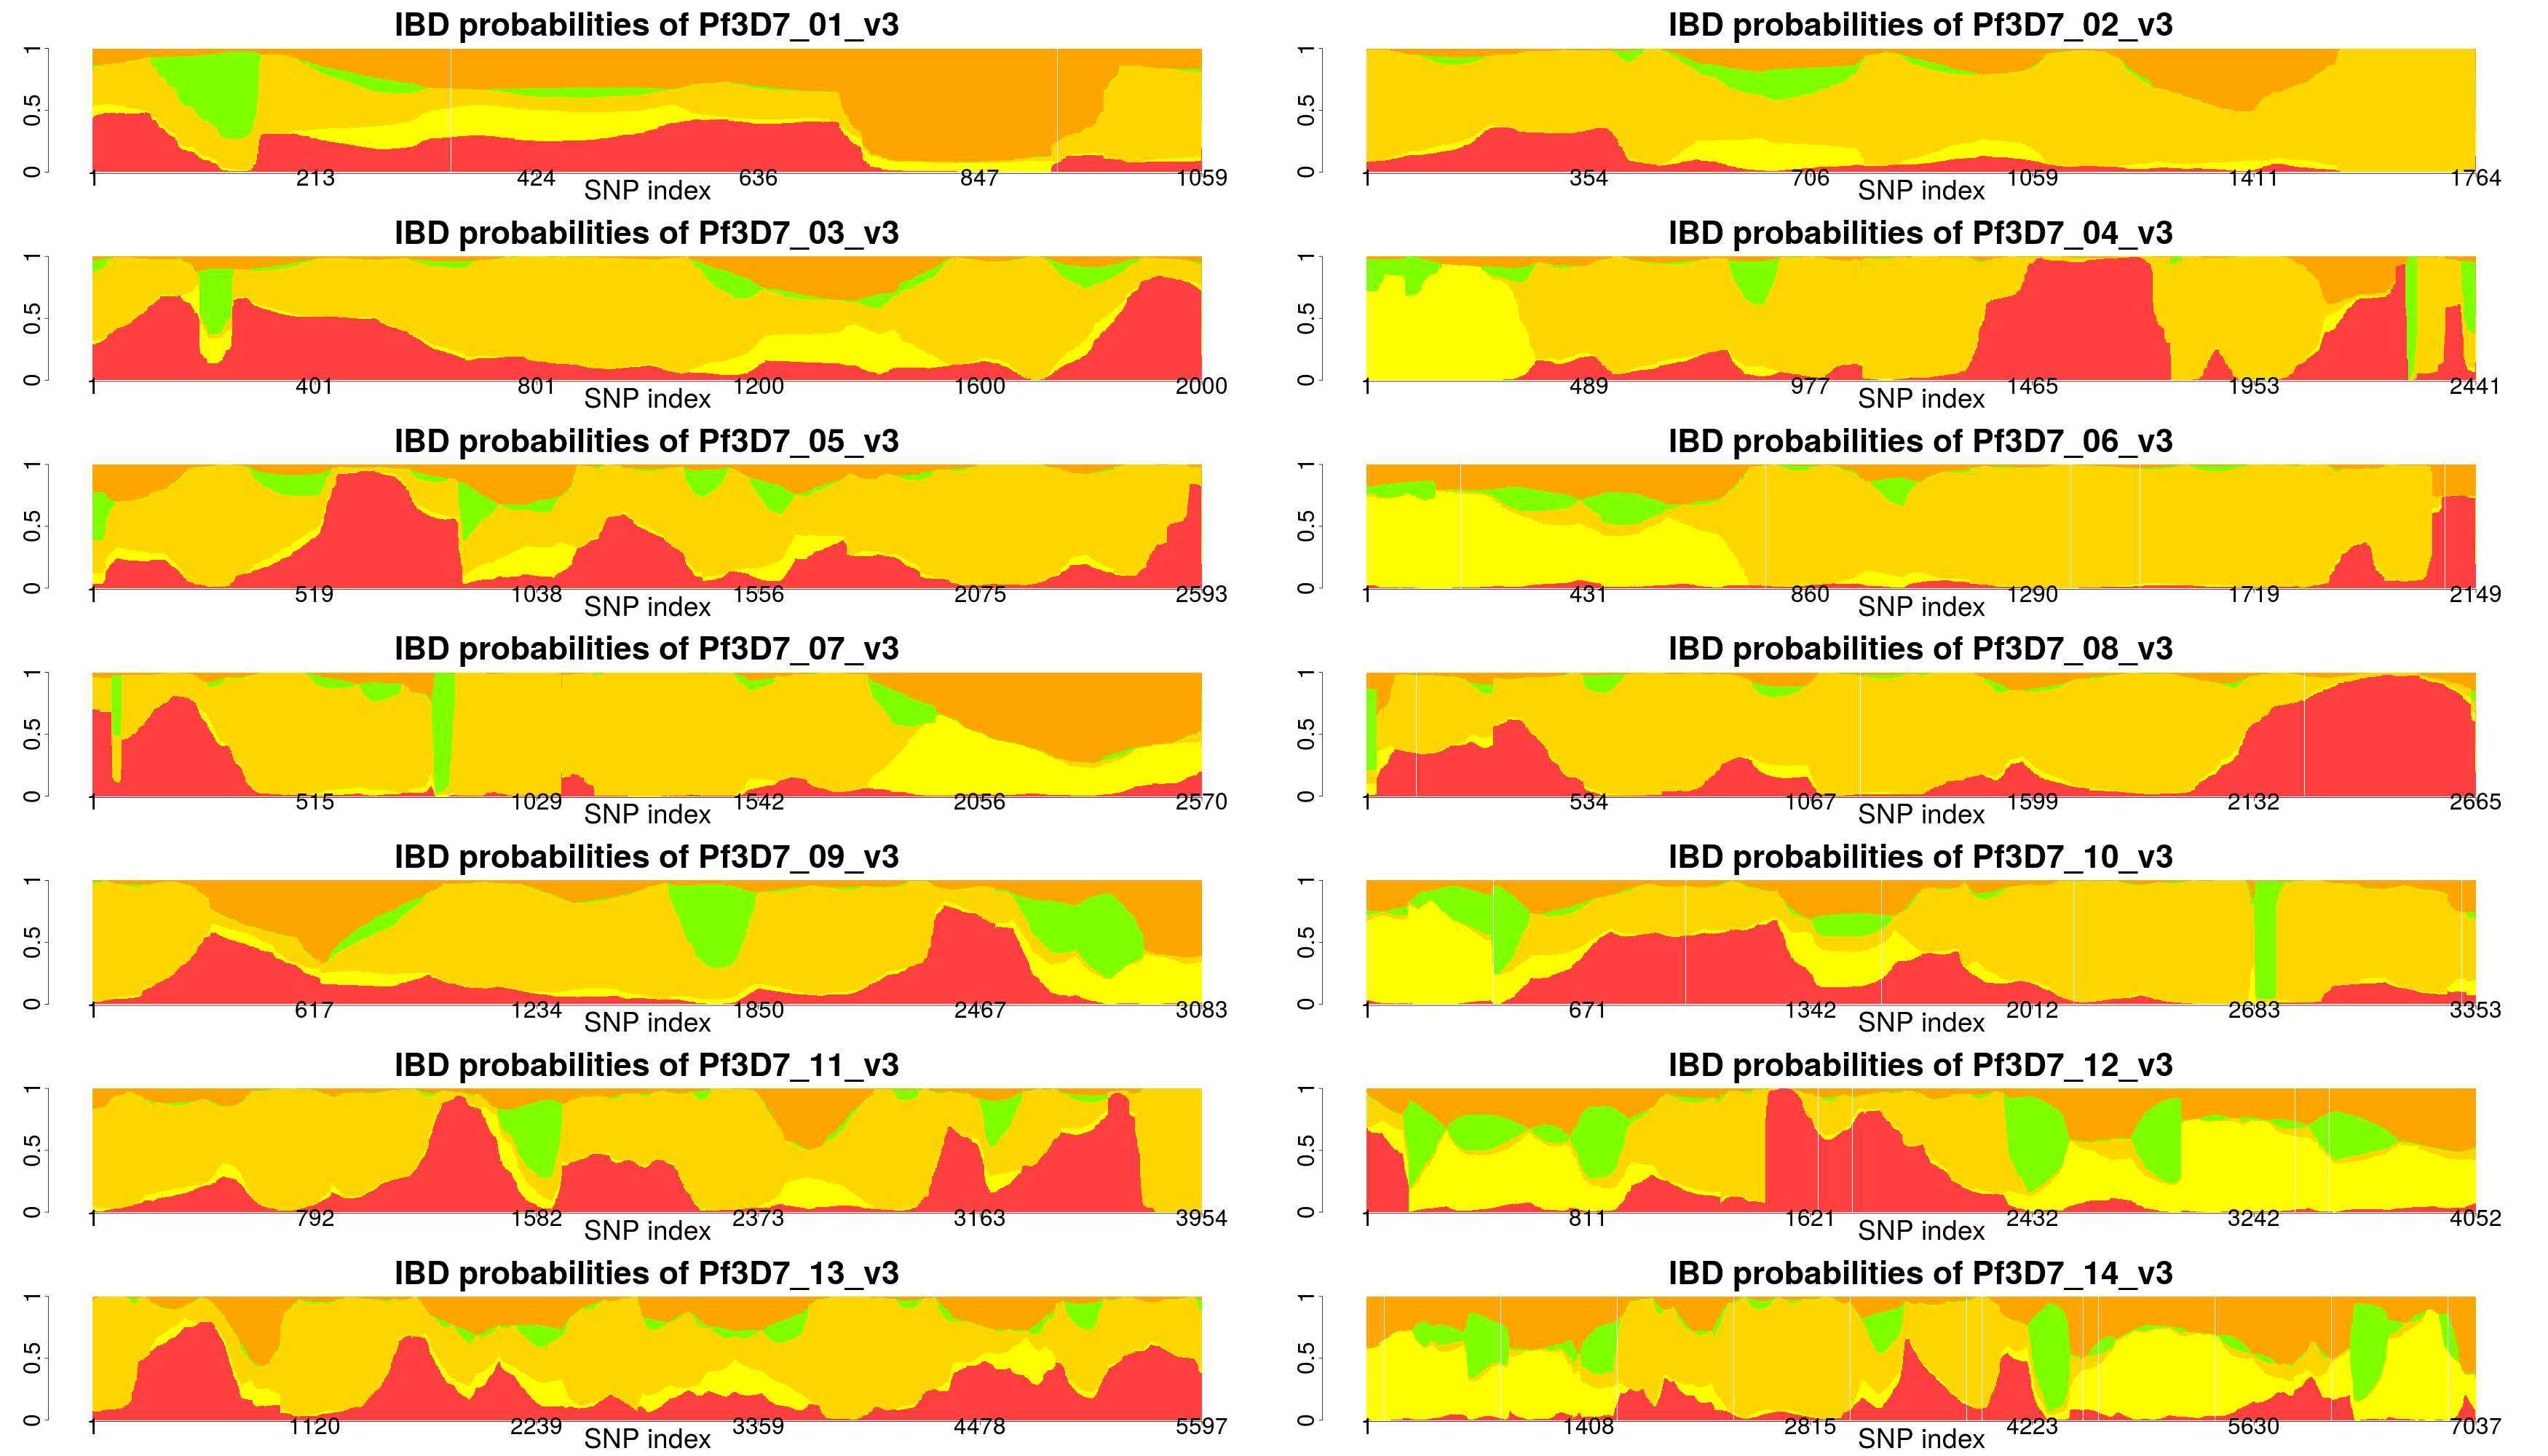 IBD probabilities of Pf3D7_01_v3
0 0.5 1
1 213 424 636 847 1059
SNP index
IBD probabilities of Pf3D7_02_v3
0 0.5 1
1 354 706 1059 1411 1764
SNP index
IBD probabilities of Pf3D7_03_v3
0 0.5 1
1 401 801 1200 1600 2000
SNP index
IBD probabilities of Pf3D7_04_v3
0 0.5 1
1 489 977 1465 1953 2441
SNP index
IBD probabilities of Pf3D7_05_v3
0 0.5 1
1 519 1038 1556 2075 2593
SNP index
IBD probabilities of Pf3D7_06_v3
0 0.5 1
1 431 860 1290 1719 2149
SNP index
IBD probabilities of Pf3D7_07_v3
0 0.5 1
1 515 1029 1542 2056 2570
SNP index
IBD probabilities of Pf3D7_08_v3
0 0.5 1
1 534 1067 1599 2132 2665
SNP index
IBD probabilities of Pf3D7_09_v3
0 0.5 1
1 617 1234 1850 2467 3083
SNP index
IBD probabilities of Pf3D7_10_v3
0 0.5 1
1 671 1342 2012 2683 3353
SNP index
IBD probabilities of Pf3D7_11_v3
0 0.5 1
1 792 1582 2373 3163 3954
SNP index
IBD probabilities of Pf3D7_12_v3
0 0.5 1
1 811 1621 2432 3242 4052
SNP index
IBD probabilities of Pf3D7_13_v3
0 0.5 1
1 1120 2239 3359 4478 5597
SNP index
IBD probabilities of Pf3D7_14_v3
0 0.5 1
1 1408 2815 4223 5630 7037
SNP index